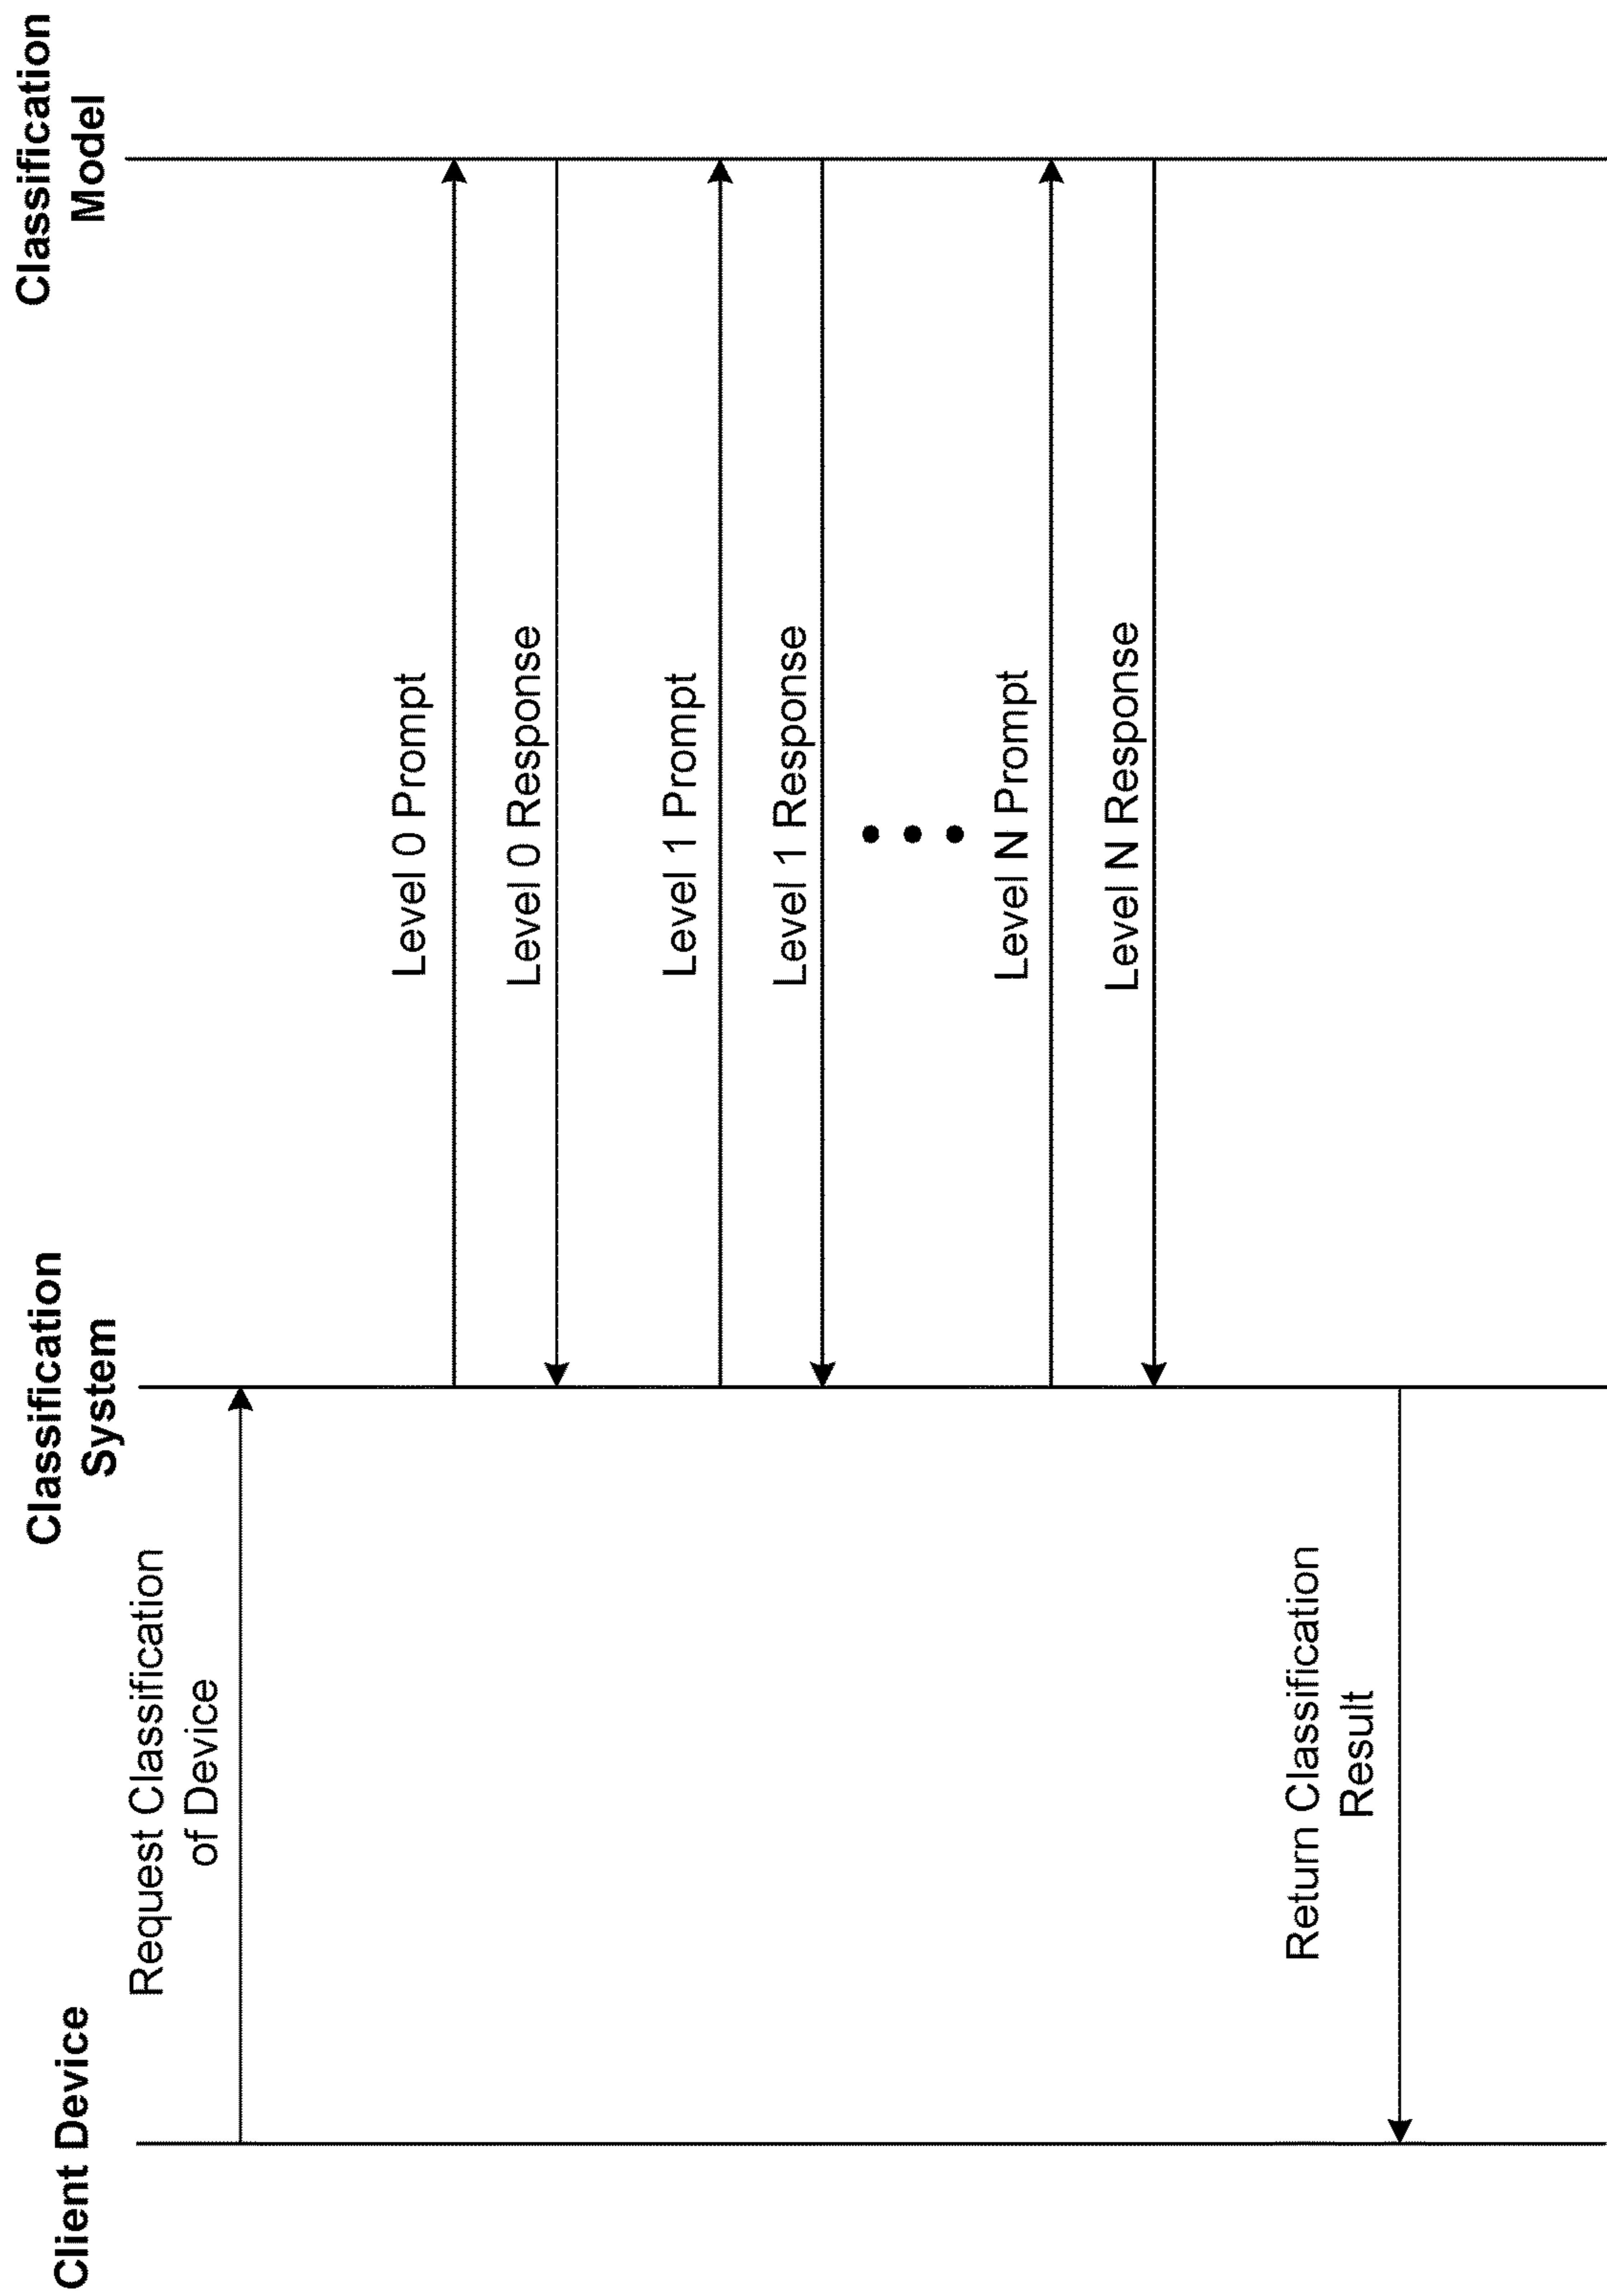 Client Device
Classification
System
Classification
Model
Request Classification
of Device
Level 0 Prompt
Level 0 Response
Level 1 Prompt
Level 1 Response
Level N Prompt
Level N Response
Return Classification
Result